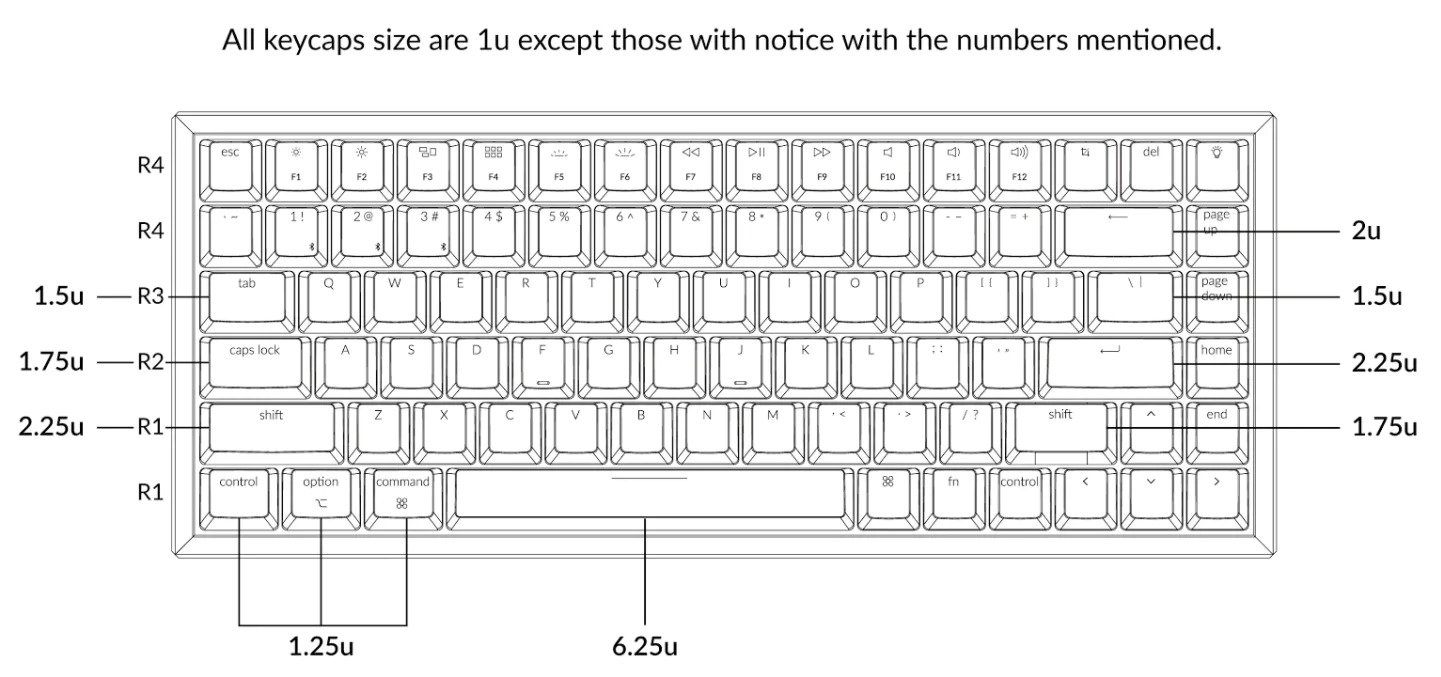 All keycaps size are 1u except those with notice with the numbers mentioned.
R4 esc F1 F2 F3 F4 F5 F6 F7 F8 F9 F10 F11 F12 del
R4 1 ! 2 @ 3 # 4 $ 5 % 6 ^ 7 & 8 * 9 ( 0 ) - – = + page up 2u
1.5u R3 tab Q W E R T Y U I O P [ { ] } \ | page down 1.5u
1.75u R2 caps lock A S D F G H J K L ; : ' " home 2.25u
2.25u R1 shift Z X C V B N M , < . > / ? shift ^ end 1.75u
R1 control option ⌥ command ⌘ ⌘ fn control < ⌄ >
1.25u 6.25u